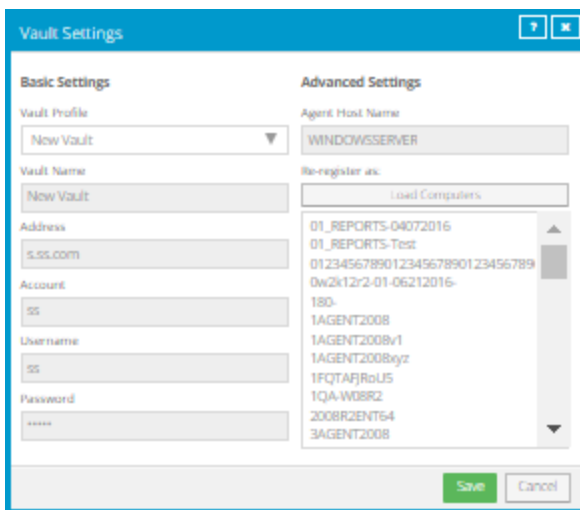 Vault Settings
? ×
Basic Settings
Vault Profile
New Vault
Vault Name
New Vault
Address
s.ss.com
Account
ss
Username
ss
Password
*****
Advanced Settings
Agent Host Name
WINDOWSSERVER
Re-register as:
Load Computers
01_REPORTS-04072016
01_REPORTS-Test
012345678901234567890123456789
0w2k12r2-01-06212016-
180-
1AGENT2008
1AGENT2008v1
1AGENT2008xyz
1FQTAFJRoU5
1QA-W08R2
2008R2ENT64
3AGENT2008
Save
Cancel